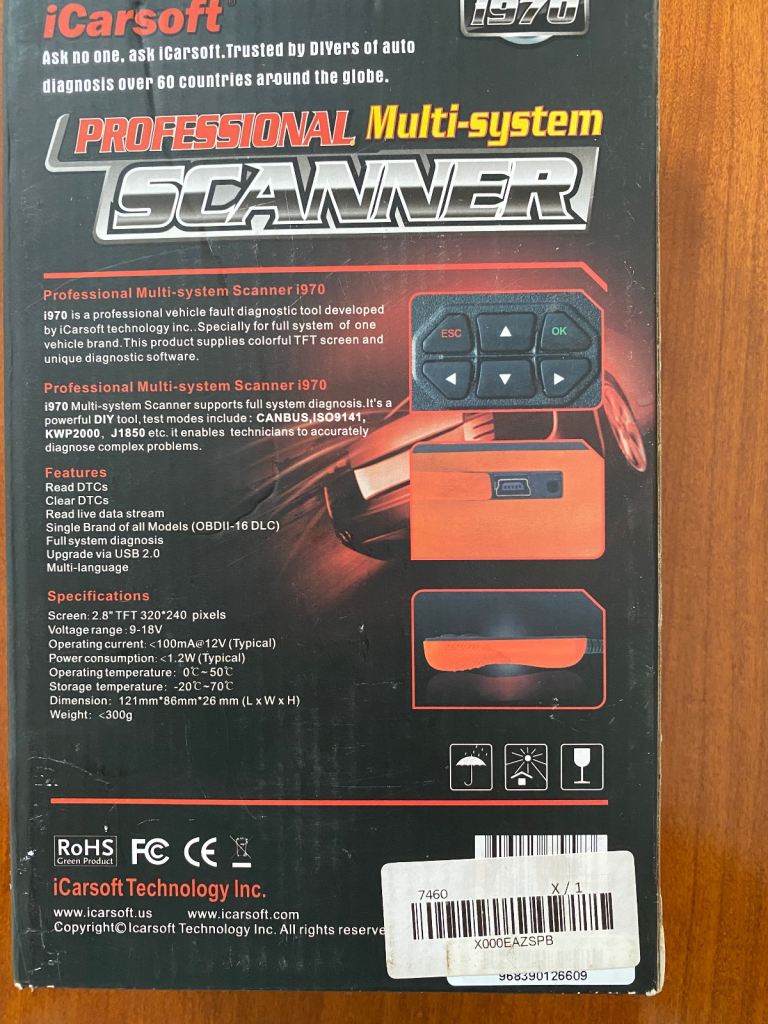 iCarsoft®
i970
Ask no one, ask iCarsoft.Trusted by DIYers of auto
diagnosis over 60 countries around the globe.
PROFESSIONAL Multi-system
SCANNER
Professional Multi-system Scanner i970
i970 is a professional vehicle fault diagnostic tool developed
by iCarsoft technology inc..Specially for full system of one
vehicle brand.This product supplies colorful TFT screen and
unique diagnostic software.
Professional Multi-system Scanner i970
i970 Multi-system Scanner supports full system diagnosis.It's a
powerful DIY tool,test modes include: CANBUS,ISO9141,
KWP2000, J1850 etc. it enables technicians to accurately
diagnose complex problems.
ESC
OK
Features
Read DTCs
Clear DTCs
Read live data stream
Single Brand of all Models (OBDII-16 DLC)
Full system diagnosis
Upgrade via USB 2.0
Multi-language
Specifications
Screen: 2.8" TFT 320*240 pixels
Voltage range: 9-18V
Operating current: <100mA@12V (Typical)
Power consumption: <1.2W (Typical)
Operating temperature: 0℃~50℃
Storage temperature: -20℃~70℃
Dimension: 121mm*86mm*26 mm (L x W x H)
Weight: <300g
RoHS
Green Product
FC CE
iCarsoft Technology Inc.
www.icarsoft.us www.icarsoft.com
Copyright© Icarsoft Technology Inc. All rights reserve
7460 X / 1
X000EAZSPB
968390126609